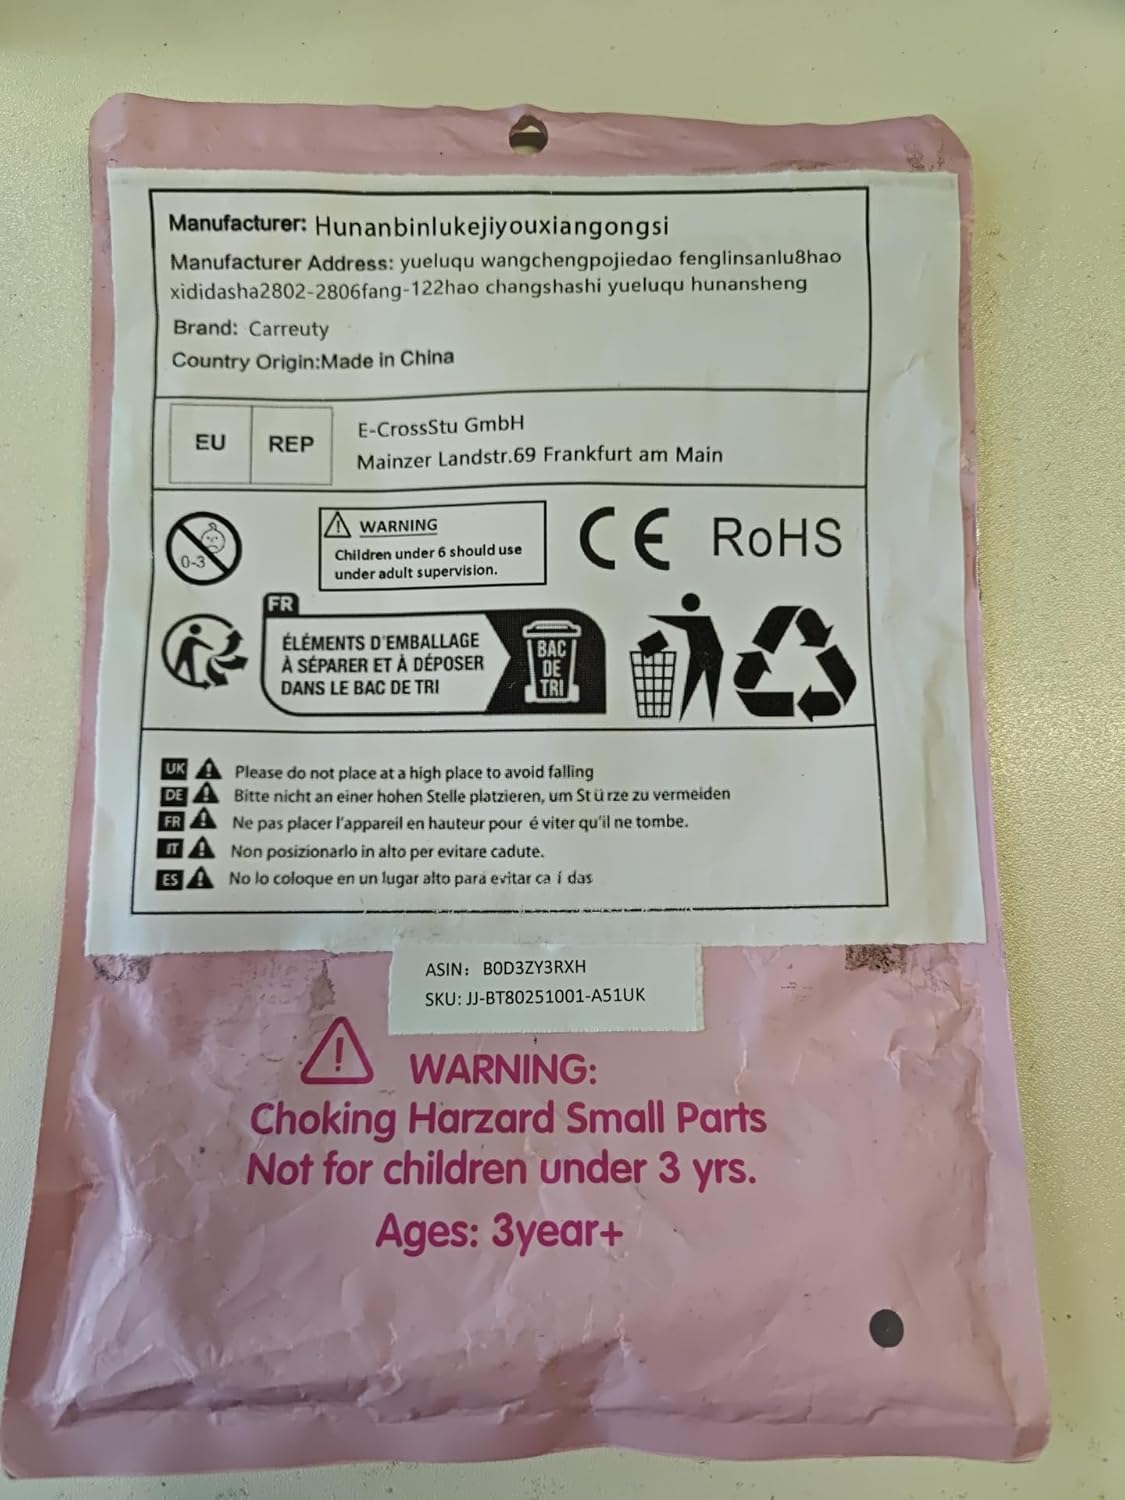 Manufacturer: Hunanbinlukejiyouxiangongsi
Manufacturer Address: yueluqu wangchengpojiedao fenglinsanlu8hao
xididasha2802-2806fang-122hao changshashi yueluqu hunansheng
Brand: Carreuty
Country Origin:Made in China
EU REP
E-CrossStu GmbH
Mainzer Landstr.69 Frankfurt am Main
0-3
WARNING
Children under 6 should use
under adult supervision.
CE RoHS
FR
ÉLÉMENTS D'EMBALLAGE
À SÉPARER ET À DÉPOSER
DANS LE BAC DE TRI
BAC
DE
TRI
UK Please do not place at a high place to avoid falling
DE Bitte nicht an einer hohen Stelle platzieren, um St ü rze zu vermeiden
FR Ne pas placer l'appareil en hauteur pour é viter qu'il ne tombe.
IT Non posizionarlo in alto per evitare cadute.
ES No lo coloque en un lugar alto para evitar ca í das
ASIN: B0D3ZY3RXH
SKU: JJ-BT80251001-A51UK
WARNING:
Choking Harzard Small Parts
Not for children under 3 yrs.
Ages: 3year+